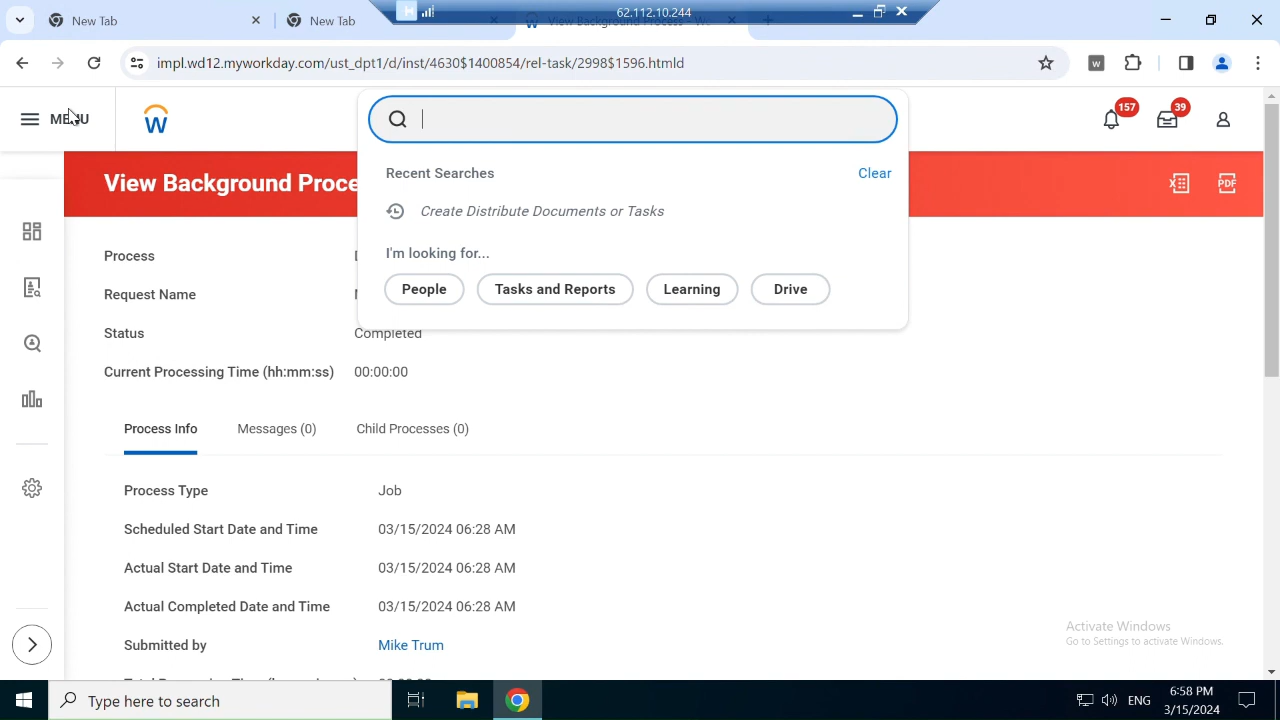 New Tab
New Tab
62.112.10.244
impl.wd12.myworkday.com/ust_dpt1/d/inst/4630$1400854/rel-task/2998$1596.htmld
MENU
157
39
Recent Searches
Clear
Create Distribute Documents or Tasks
I'm looking for...
People
Tasks and Reports
Learning
Drive
View Background Proce
PDF
Process
Request Name
Status
Completed
Current Processing Time (hh:mm:ss)
00:00:00
Process Info
Messages (0)
Child Processes (0)
Process Type
Job
Scheduled Start Date and Time
03/15/2024 06:28 AM
Actual Start Date and Time
03/15/2024 06:28 AM
Actual Completed Date and Time
03/15/2024 06:28 AM
Submitted by
Mike Trum
Activate Windows
Go to Settings to activate Windows.
Type here to search
ENG
6:58 PM
3/15/2024